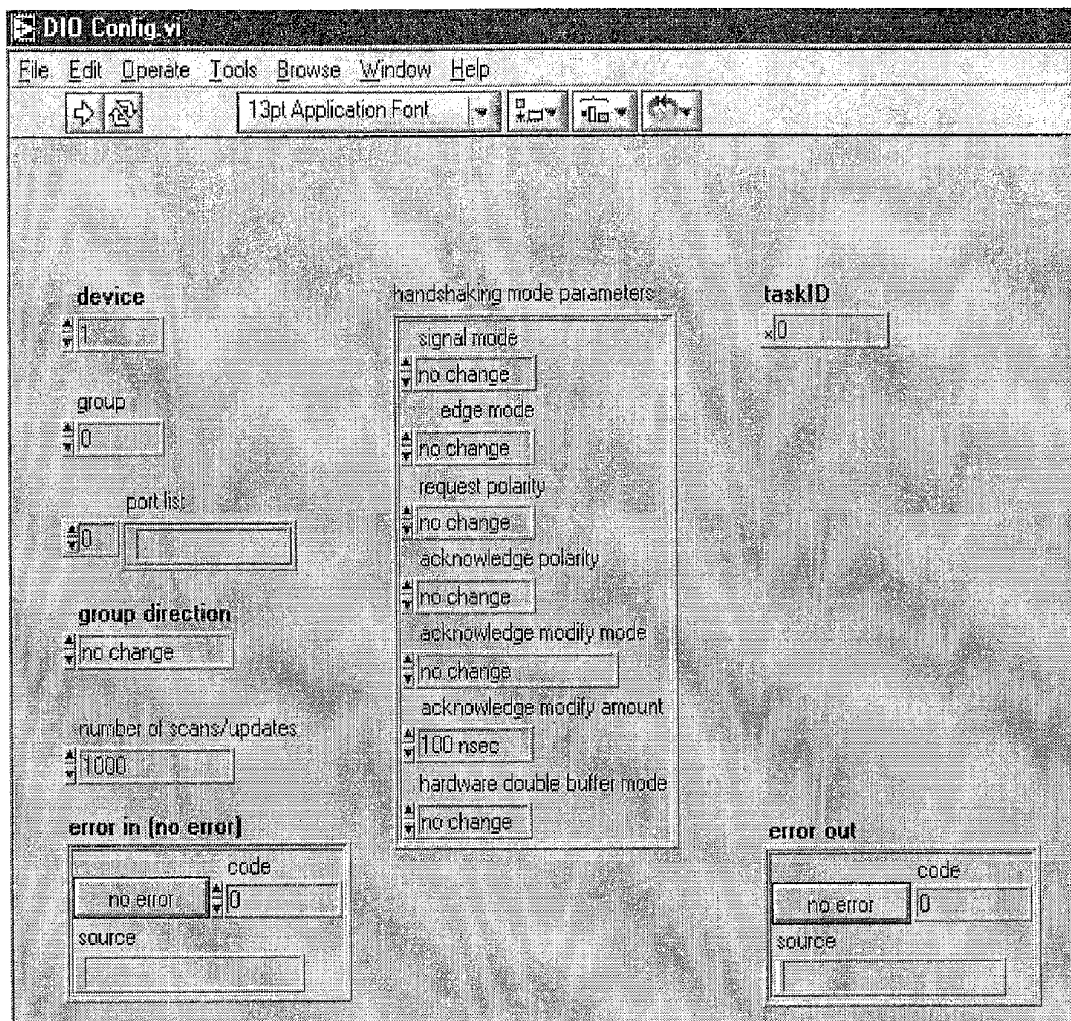 DIO Config.vi
File Edit Operate Tools Browse Window Help
13pt Application Font
device
1
group
0
port list
0
group direction
no change
number of scans/updates
1000
error in (no error)
code
no error 0
source
handshaking mode parameters
signal mode
no change
edge mode
no change
request polarity
no change
acknowledge polarity
no change
acknowledge modify mode
no change
acknowledge modify amount
100 nsec
hardware double buffer mode
no change
taskID
x0
error out
code
no error 0
source